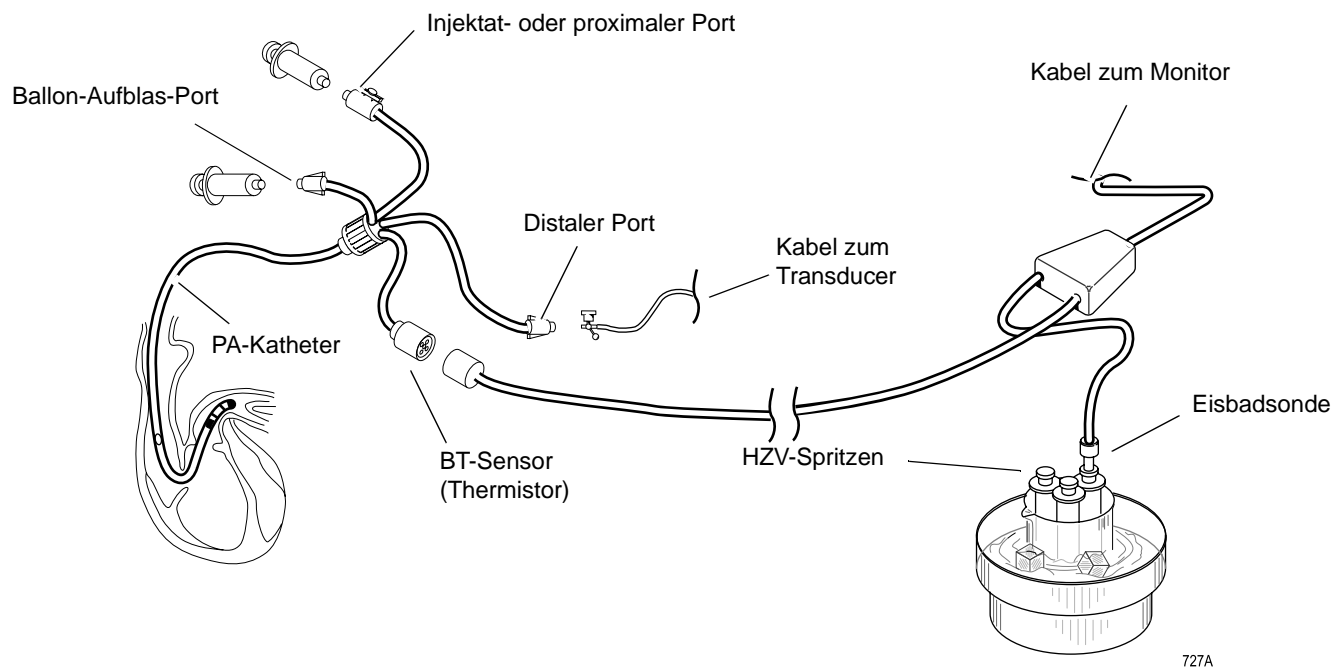 Injektat- oder proximaler Port
Kabel zum Monitor
Ballon-Aufblas-Port
Distaler Port
Kabel zum
Transducer
PA-Katheter
Eisbadsonde
BT-Sensor
(Thermistor)
HZV-Spritzen
727A